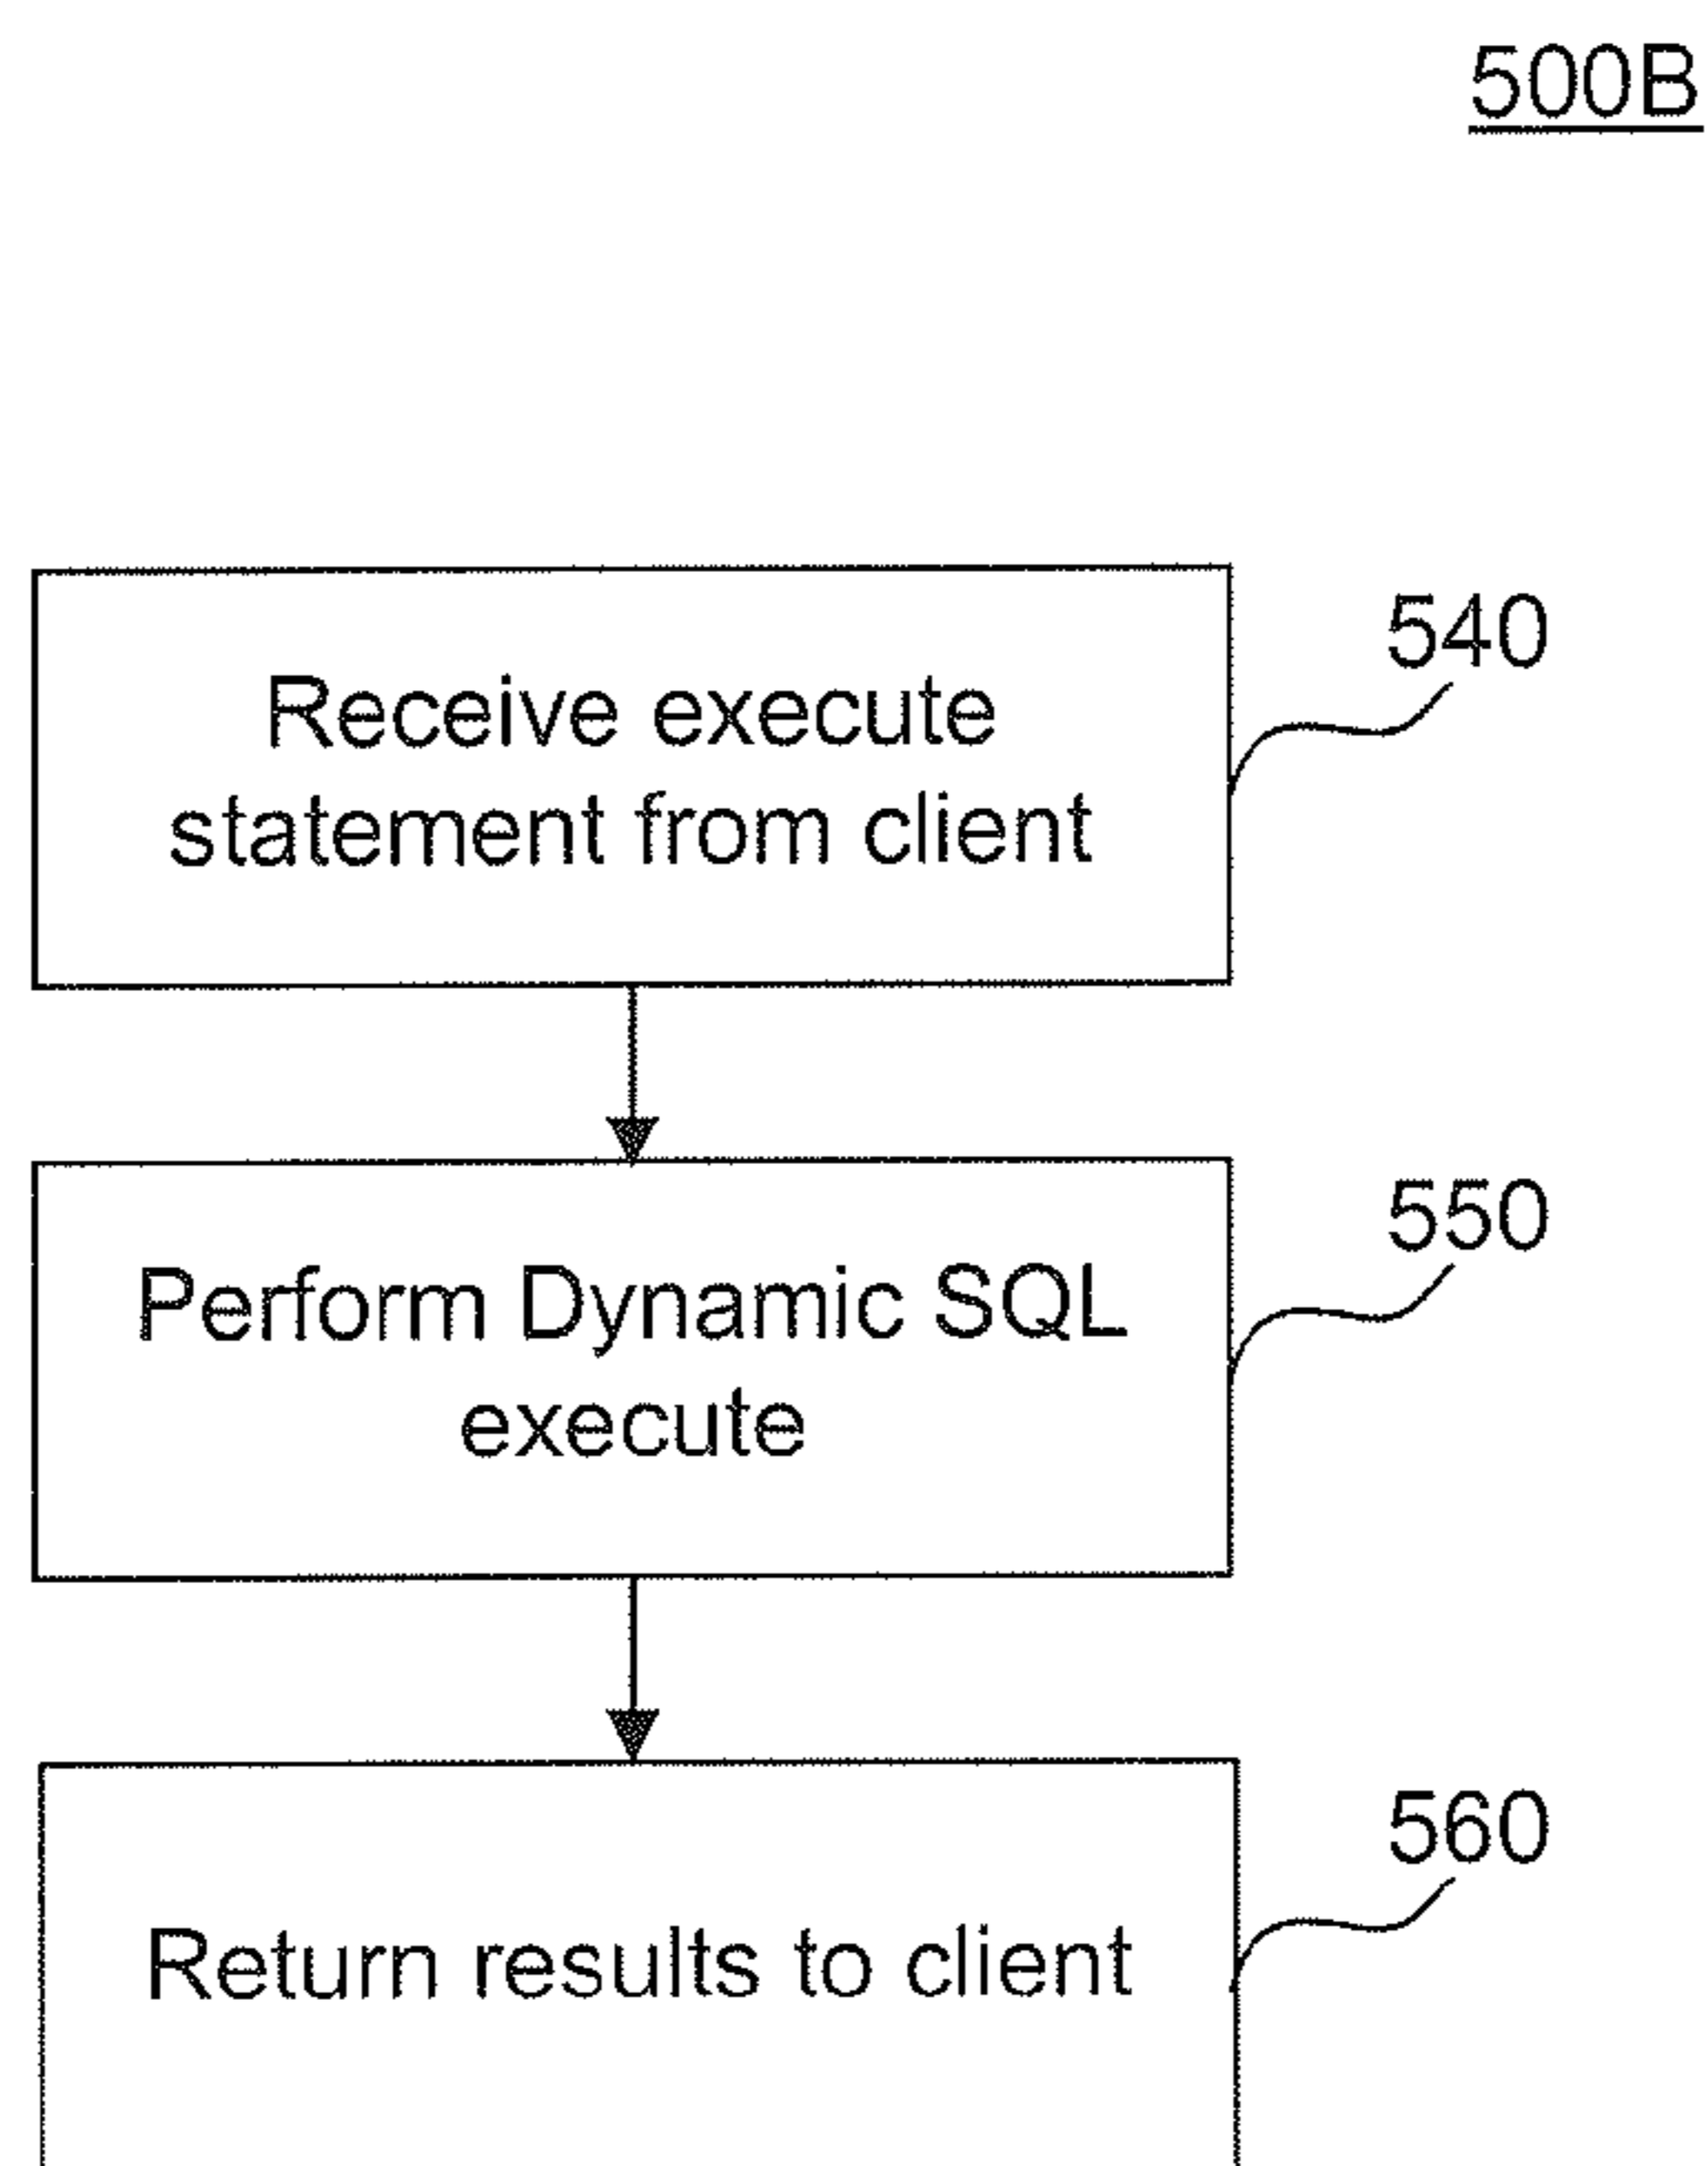 500B
Receive execute
statement from client
540
Perform Dynamic SQL
execute
550
Return results to client
560